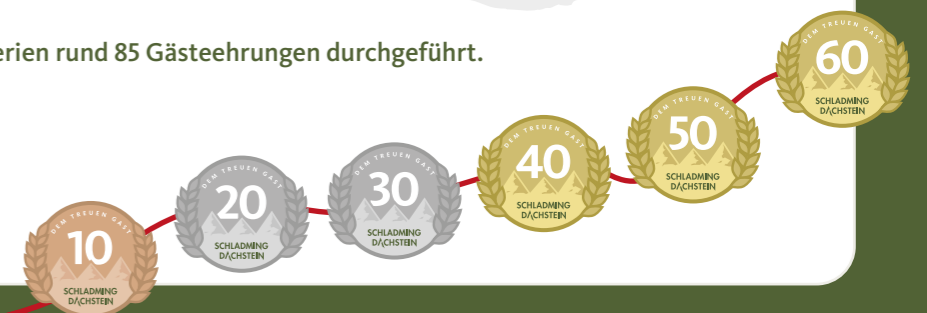 erien rund 85 Gästeehrungen durchgeführt.
DEM TREUEN GAST
10
SCHLADMING
DACHSTEIN
DEM TREUEN GAST
20
SCHLADMING
DACHSTEIN
DEM TREUEN GAST
30
SCHLADMING
DACHSTEIN
DEM TREUEN GAST
40
SCHLADMING
DACHSTEIN
DEM TREUEN GAST
50
SCHLADMING
DACHSTEIN
DEM TREUEN GAST
60
SCHLADMING
DACHSTEIN